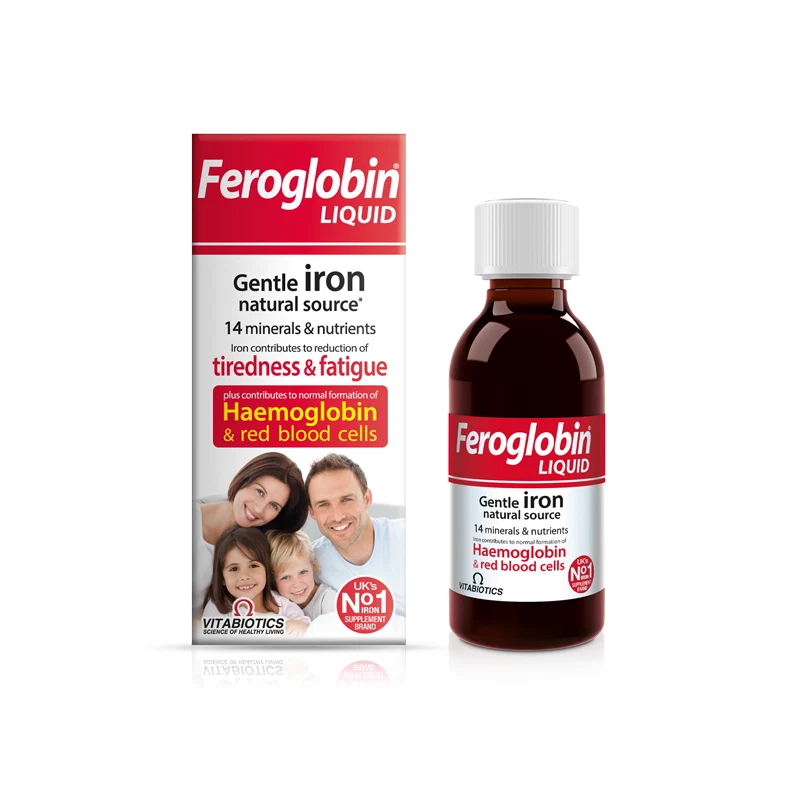 Feroglobin®
LIQUID
Gentle iron
natural source*
14 minerals & nutrients
Iron contributes to reduction of
tiredness & fatigue
plus contributes to normal formation of
Haemoglobin
& red blood cells
VITABIOTICS
SCIENCE OF HEALTHY LIVING
UK's
No1
IRON
SUPPLEMENT
BRAND
Feroglobin®
LIQUID
Gentle iron
natural source
14 minerals & nutrients
Iron contributes to normal formation of
Haemoglobin
& red blood cells
VITABIOTICS
UK's
No1
IRON
SUPPLEMENT
BRAND